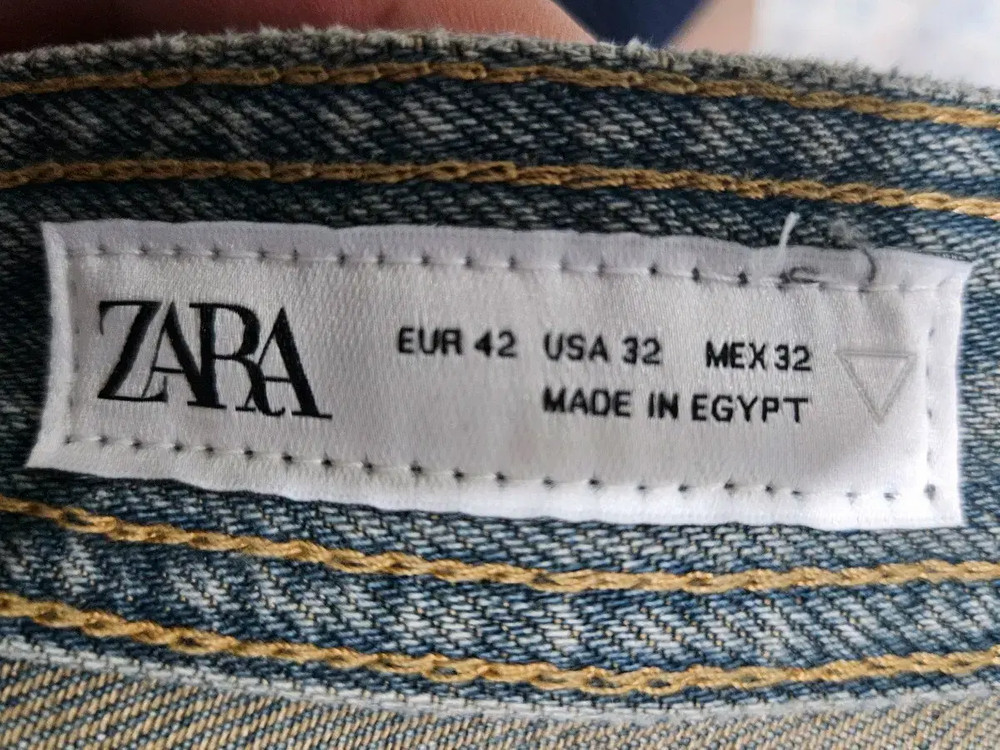 ZARA
EUR 42 USA 32 MEX 32
MADE IN EGYPT